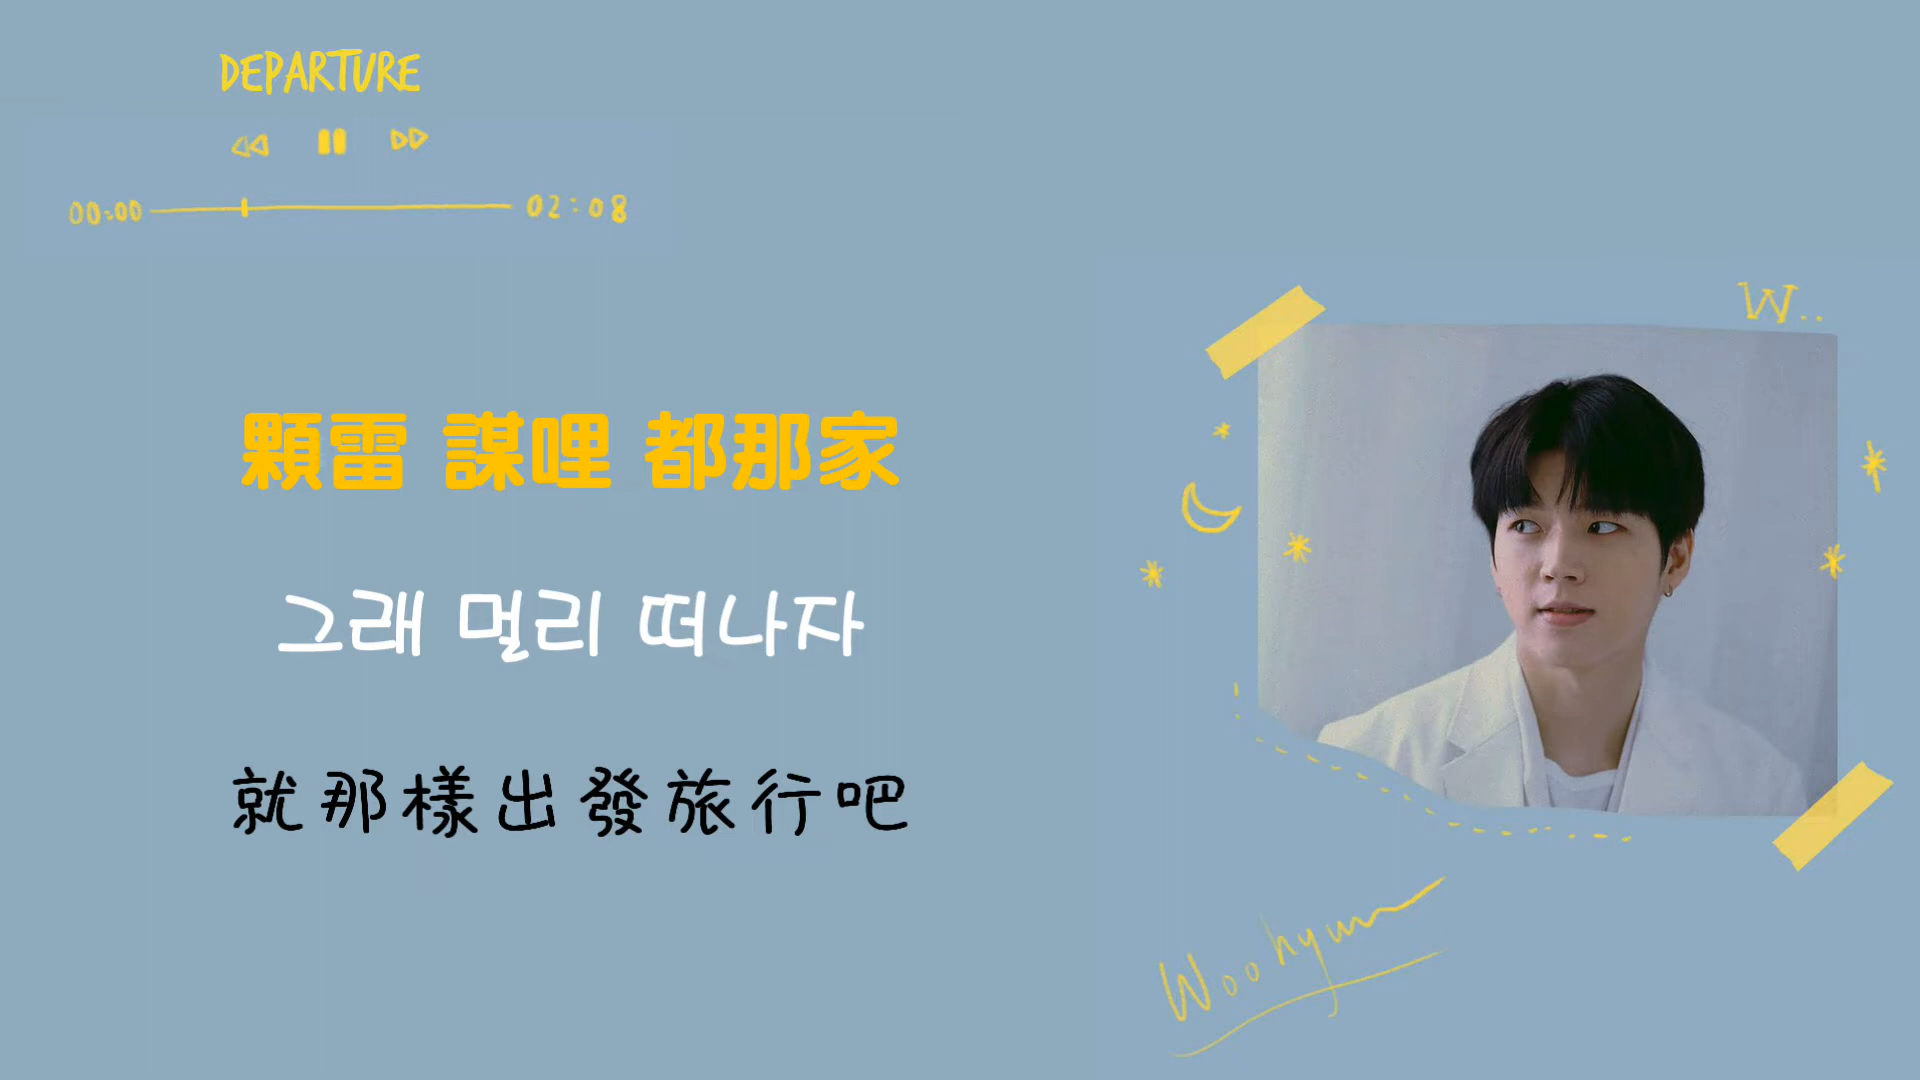 DEPARTURE
00:00 02:08
W..
顆雷 謀哩 都那家
그래 멀리 떠나자
就那樣出發旅行吧
Woohyun